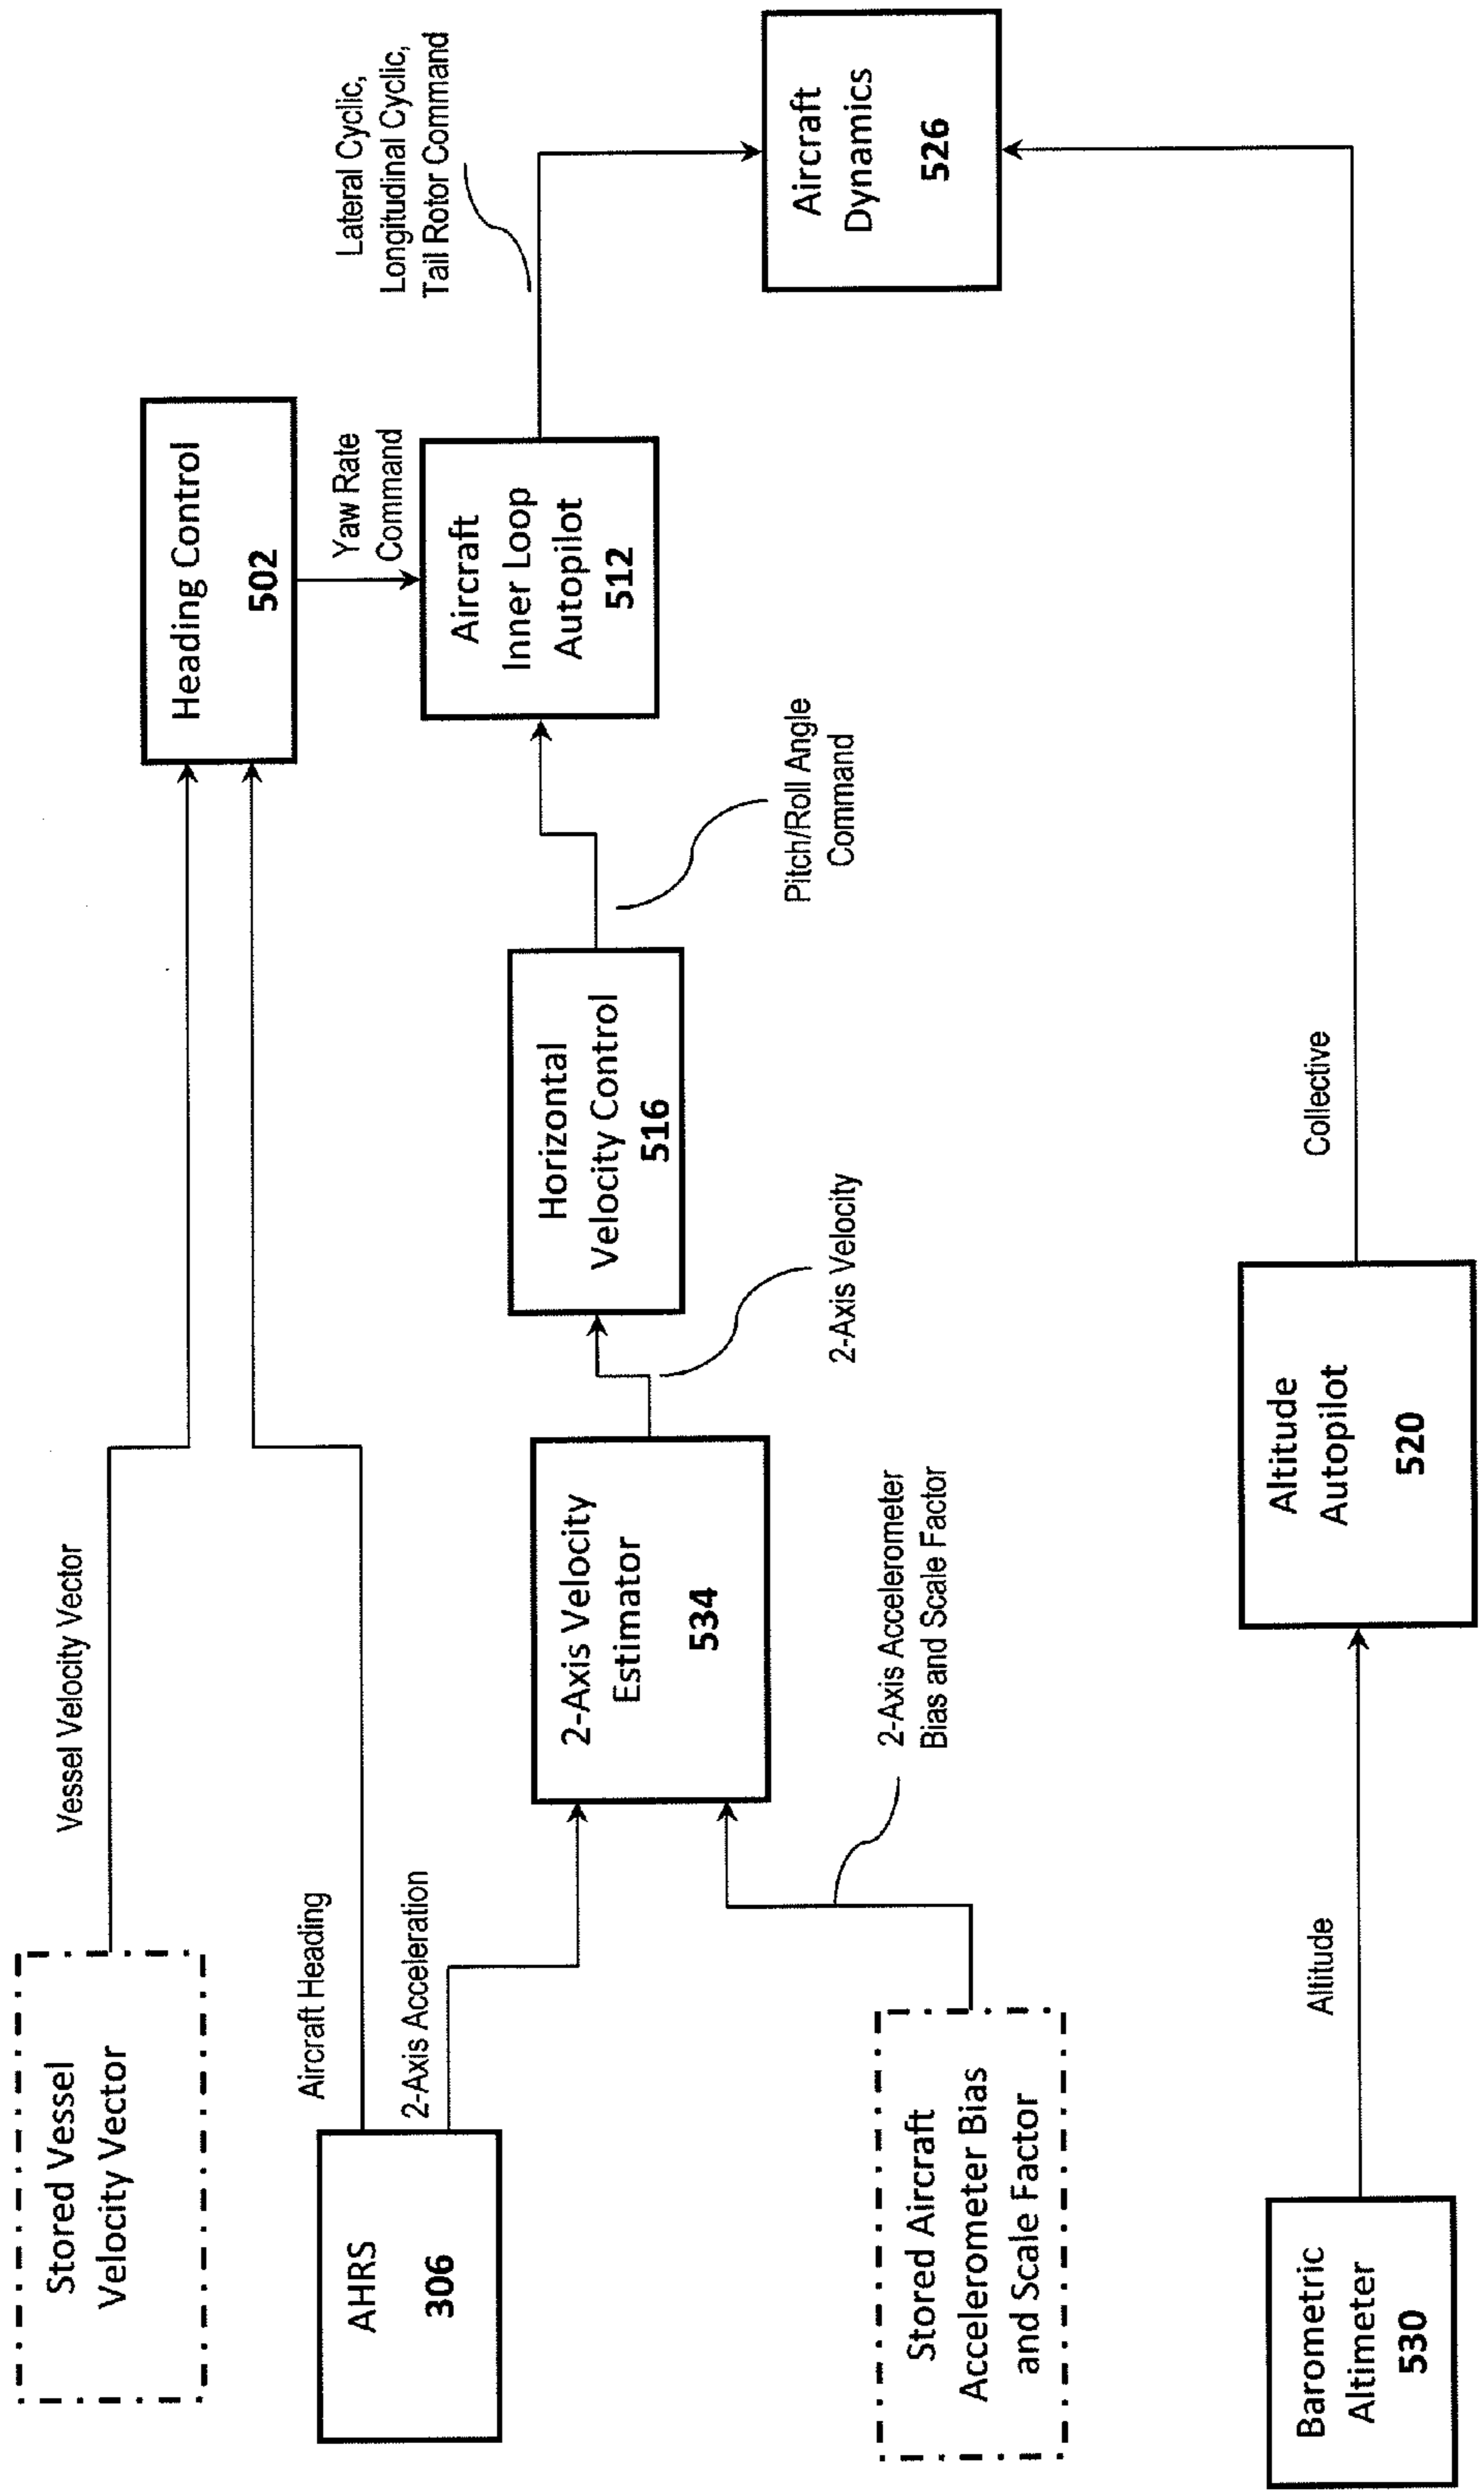 Stored Vessel
Velocity Vector
Vessel Velocity Vector
Heading Control
502
AHRS
306
Aircraft Heading
2-Axis Acceleration
Yaw Rate
Command
Lateral Cyclic,
Longitudinal Cyclic,
Tail Rotor Command
Aircraft
Inner Loop
Autopilot
512
2-Axis Velocity
Estimator
534
Horizontal
Velocity Control
516
2-Axis Velocity
Pitch/Roll Angle
Command
Aircraft
Dynamics
526
Stored Aircraft
Accelerometer Bias
and Scale Factor
2-Axis Accelerometer
Bias and Scale Factor
Barometric
Altimeter
530
Altitude
Altitude
Autopilot
520
Collective